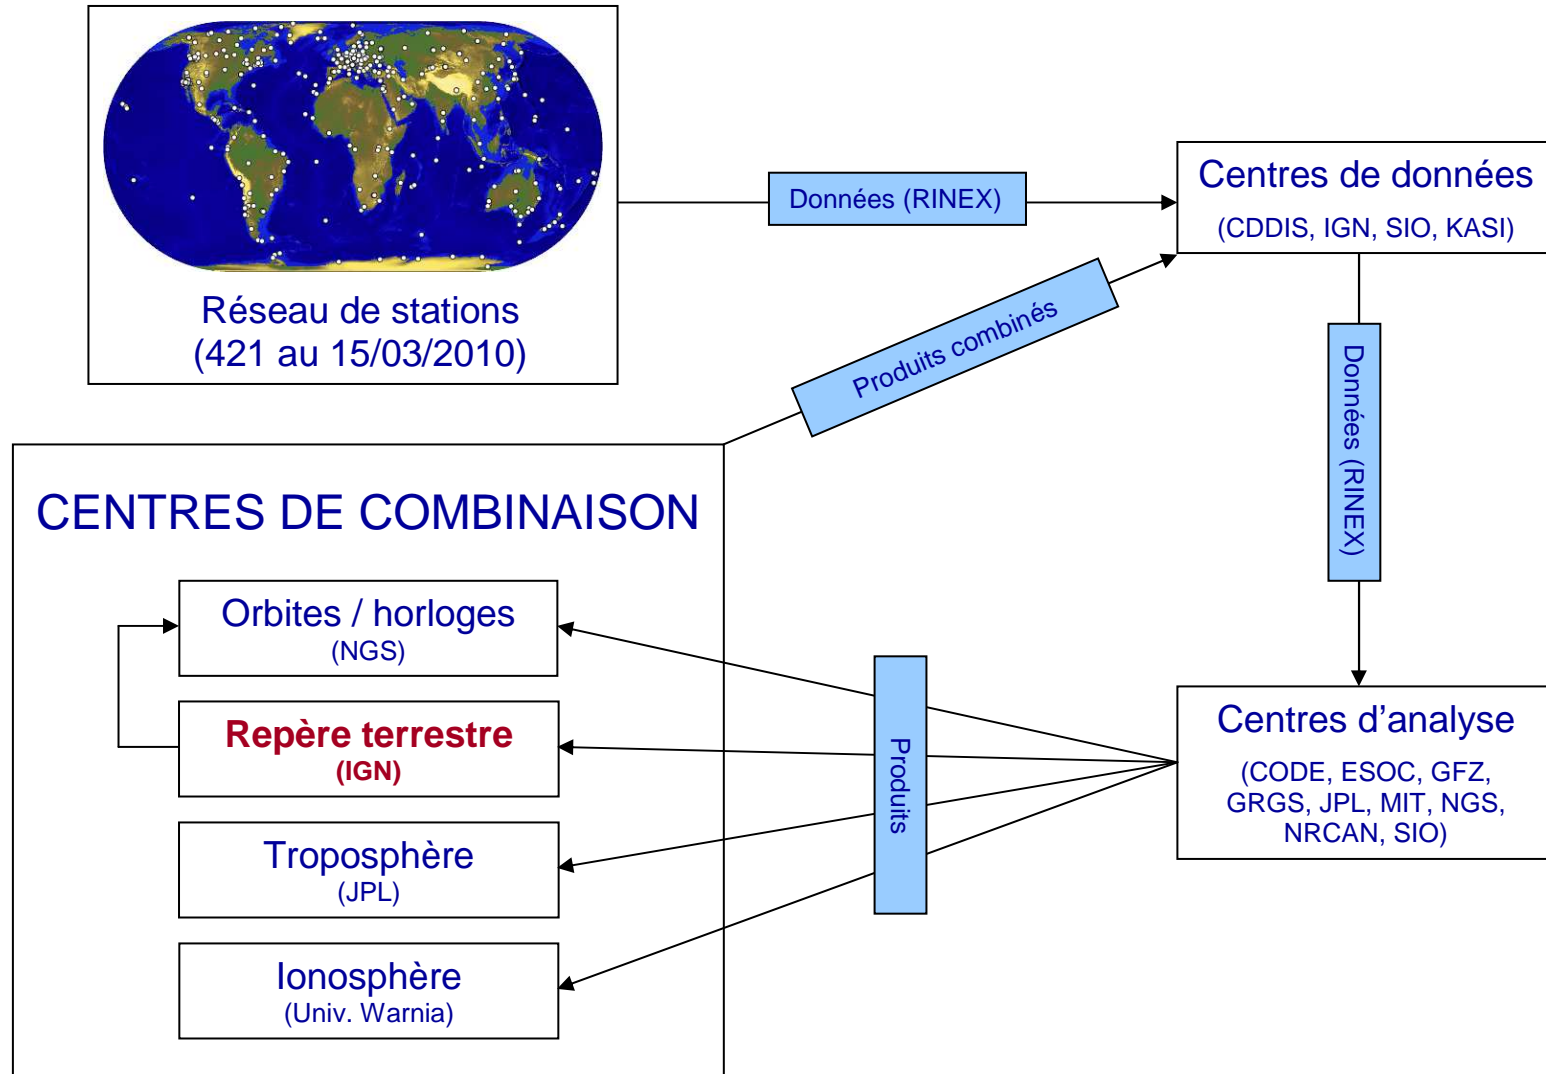 Réseau de stations
(421 au 15/03/2010)
Données (RINEX)
Centres de données
(CDDIS, IGN, SIO, KASI)
Produits combinés
Données (RINEX)
CENTRES DE COMBINAISON
Orbites / horloges
(NGS)
Repère terrestre
(IGN)
Troposphère
(JPL)
Ionosphère
(Univ. Warnia)
Produits
Centres d’analyse
(CODE, ESOC, GFZ,
GRGS, JPL, MIT, NGS,
NRCAN, SIO)